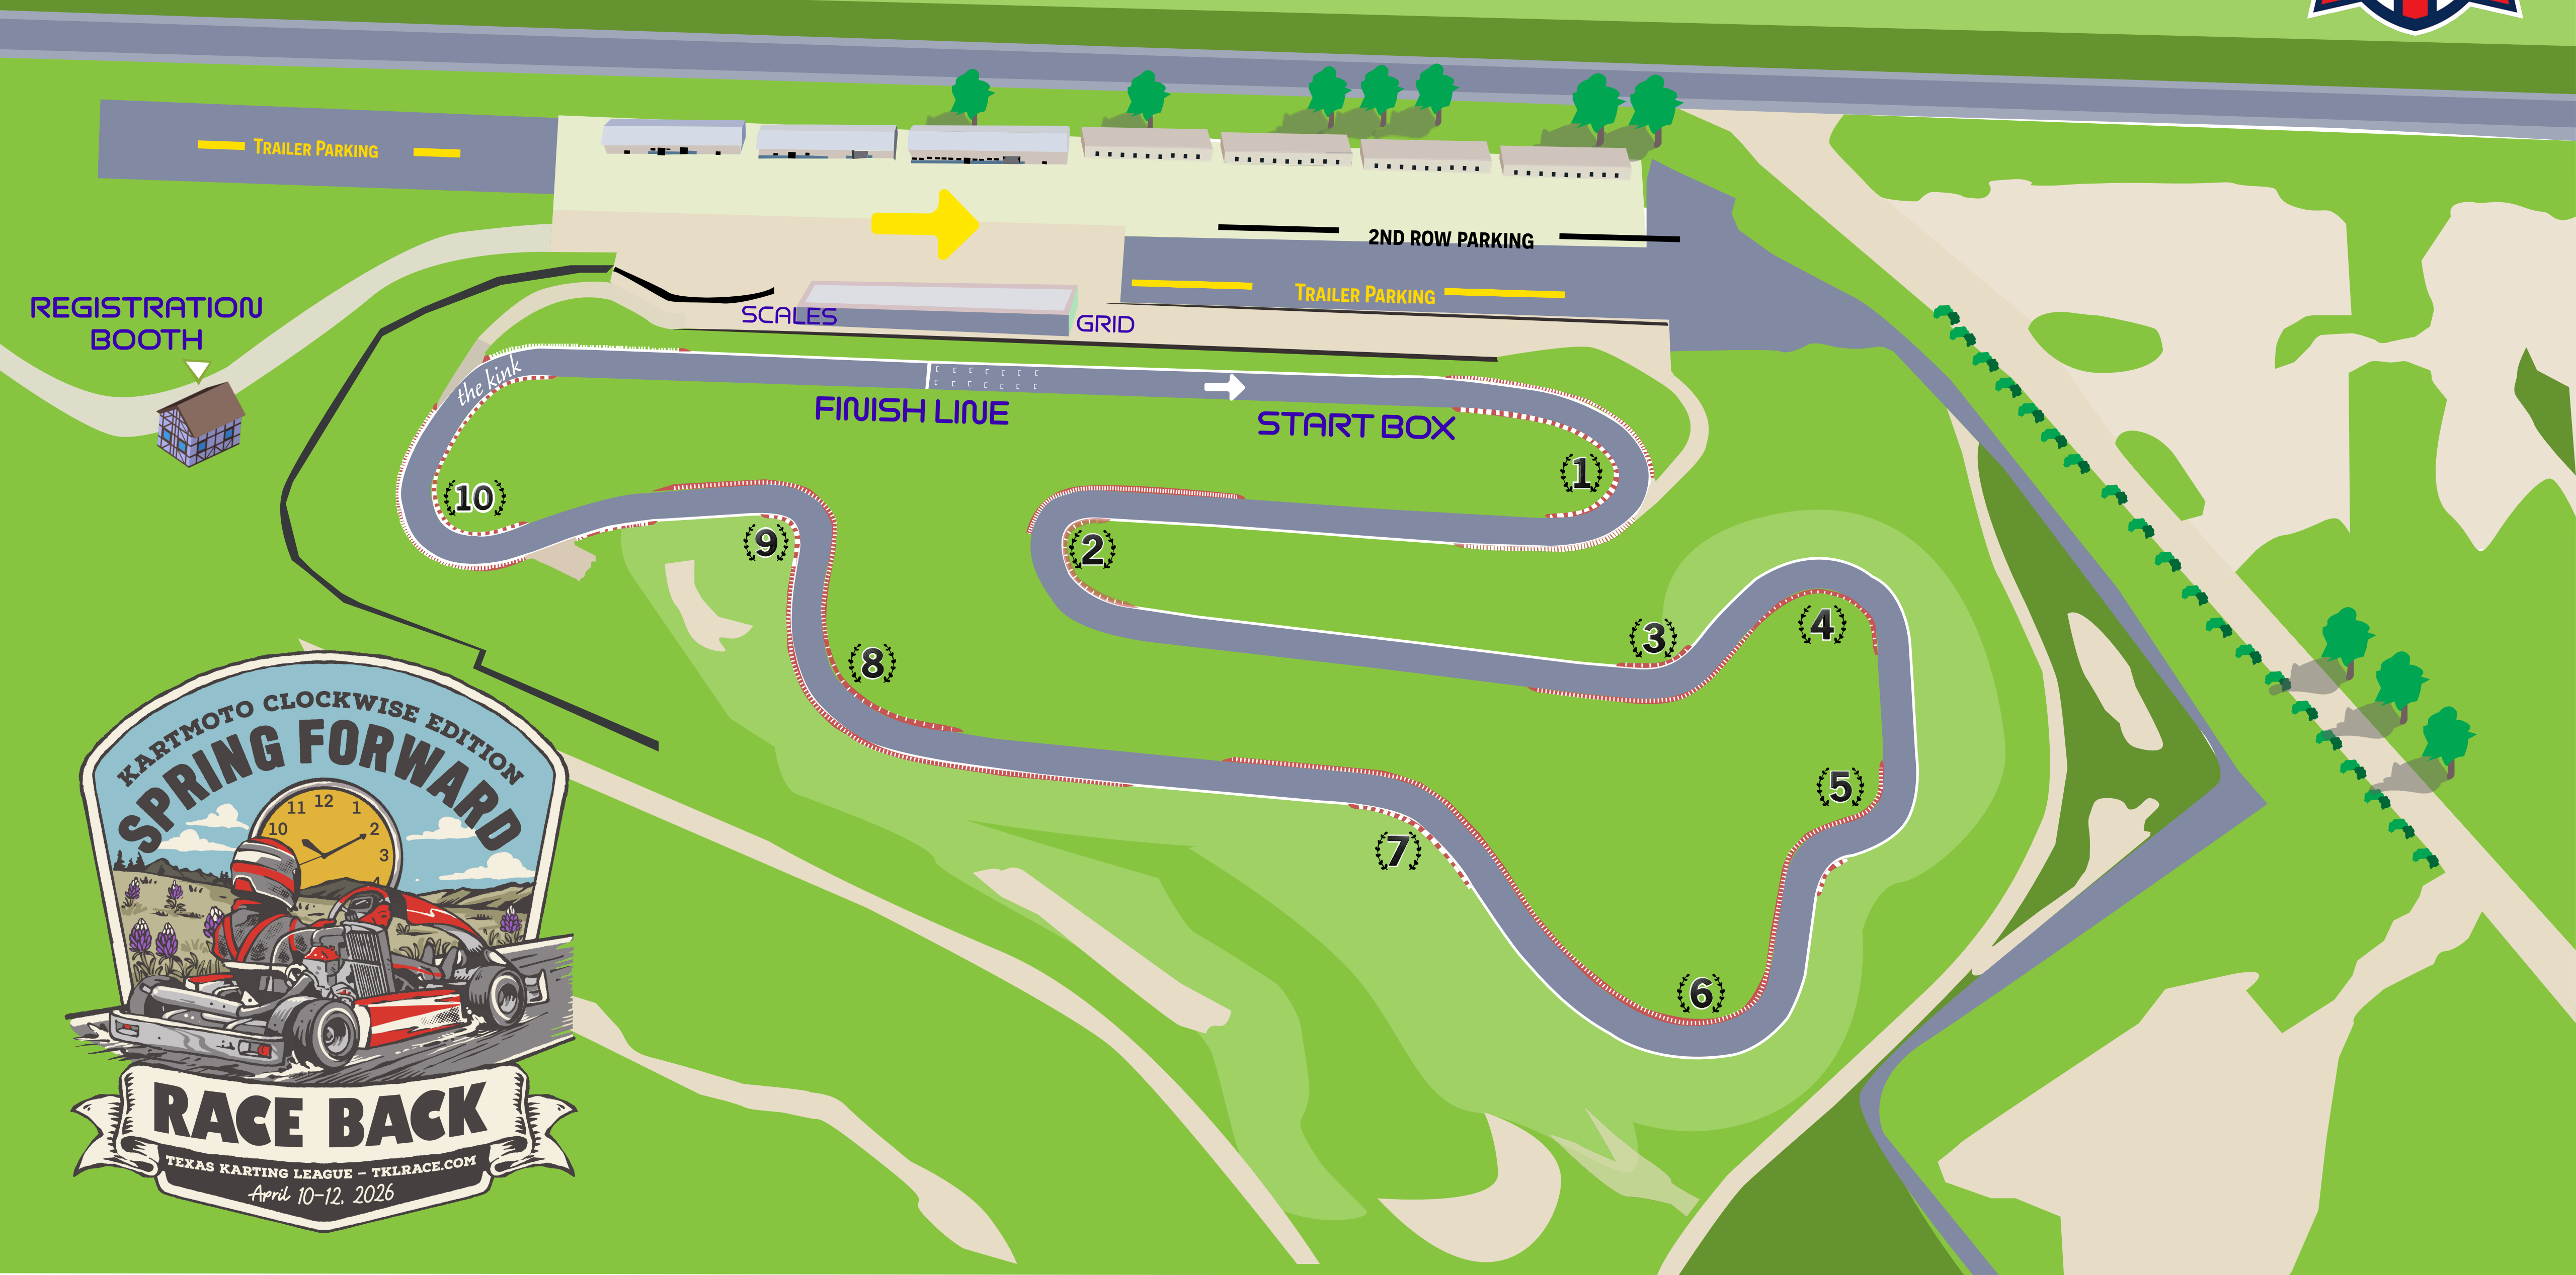 TRAILER PARKING
2ND ROW PARKING
TRAILER PARKING
REGISTRATION
BOOTH
SCALES
GRID
the kink
FINISH LINE
START BOX
1
2
3
4
5
6
7
8
9
10
KARTMOTO CLOCKWISE EDITION
SPRING FORWARD
10 11 12 1 2 3 4
RACE BACK
TEXAS KARTING LEAGUE – TKLRACE.COM
April 10–12, 2026